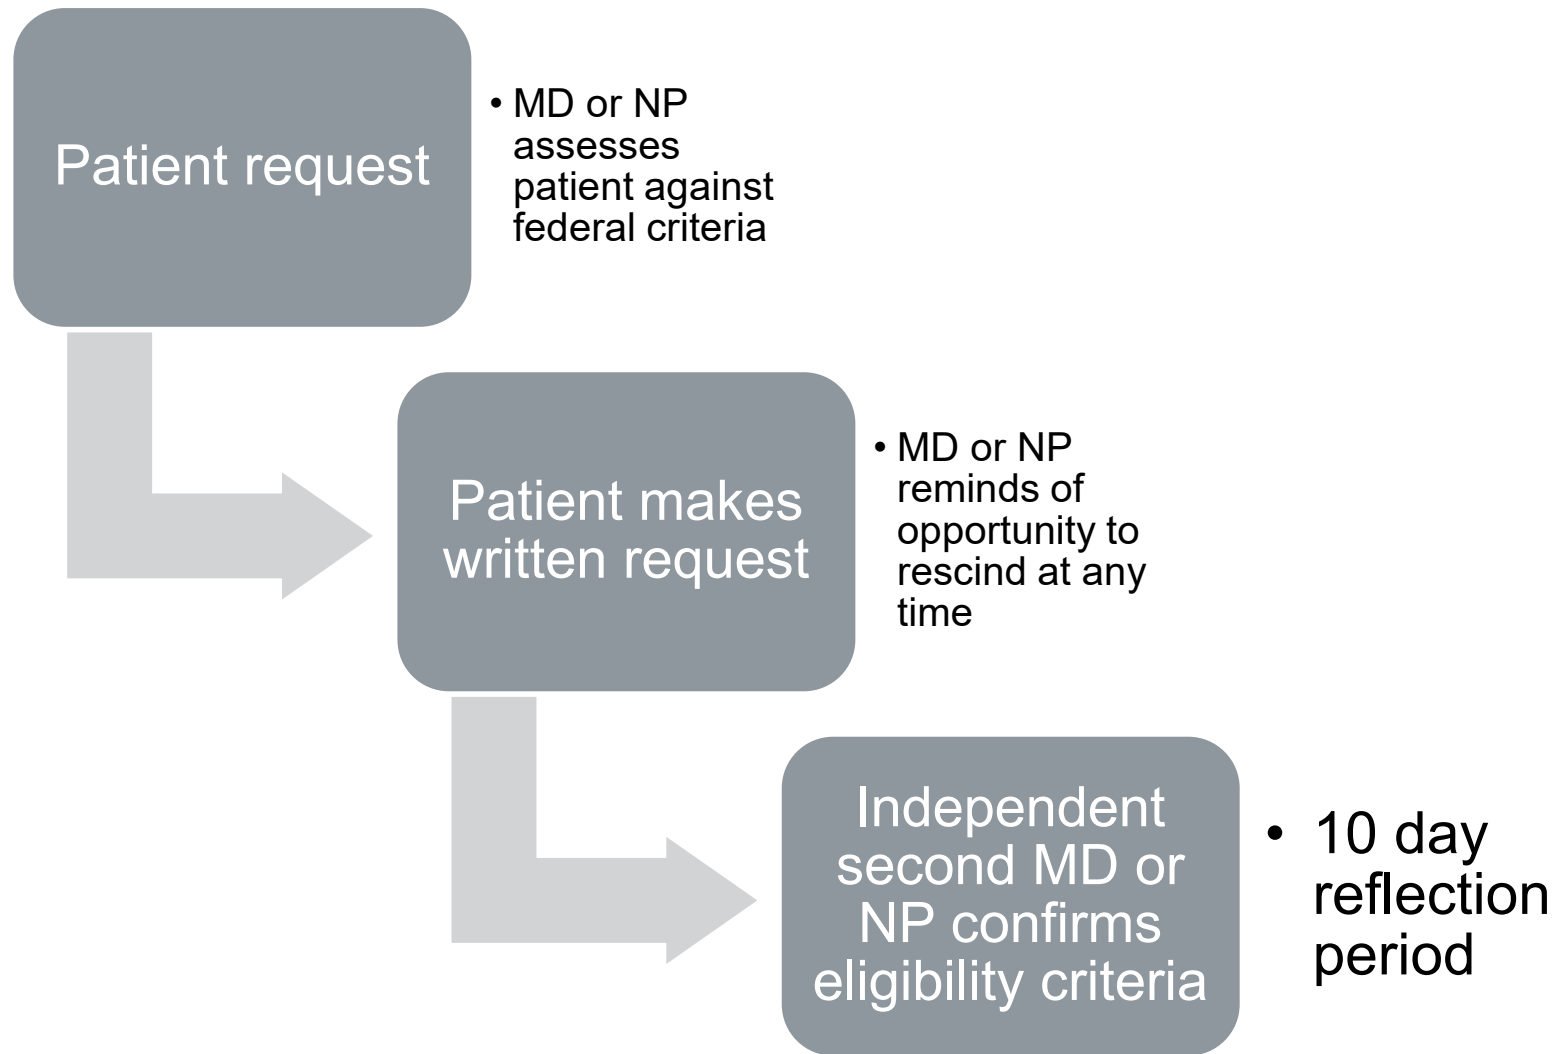 Patient request
• MD or NP
assesses
patient against
federal criteria
Patient makes
written request
• MD or NP
reminds of
opportunity to
rescind at any
time
Independent
second MD or
NP confirms
eligibility criteria
• 10 day
reflection
period